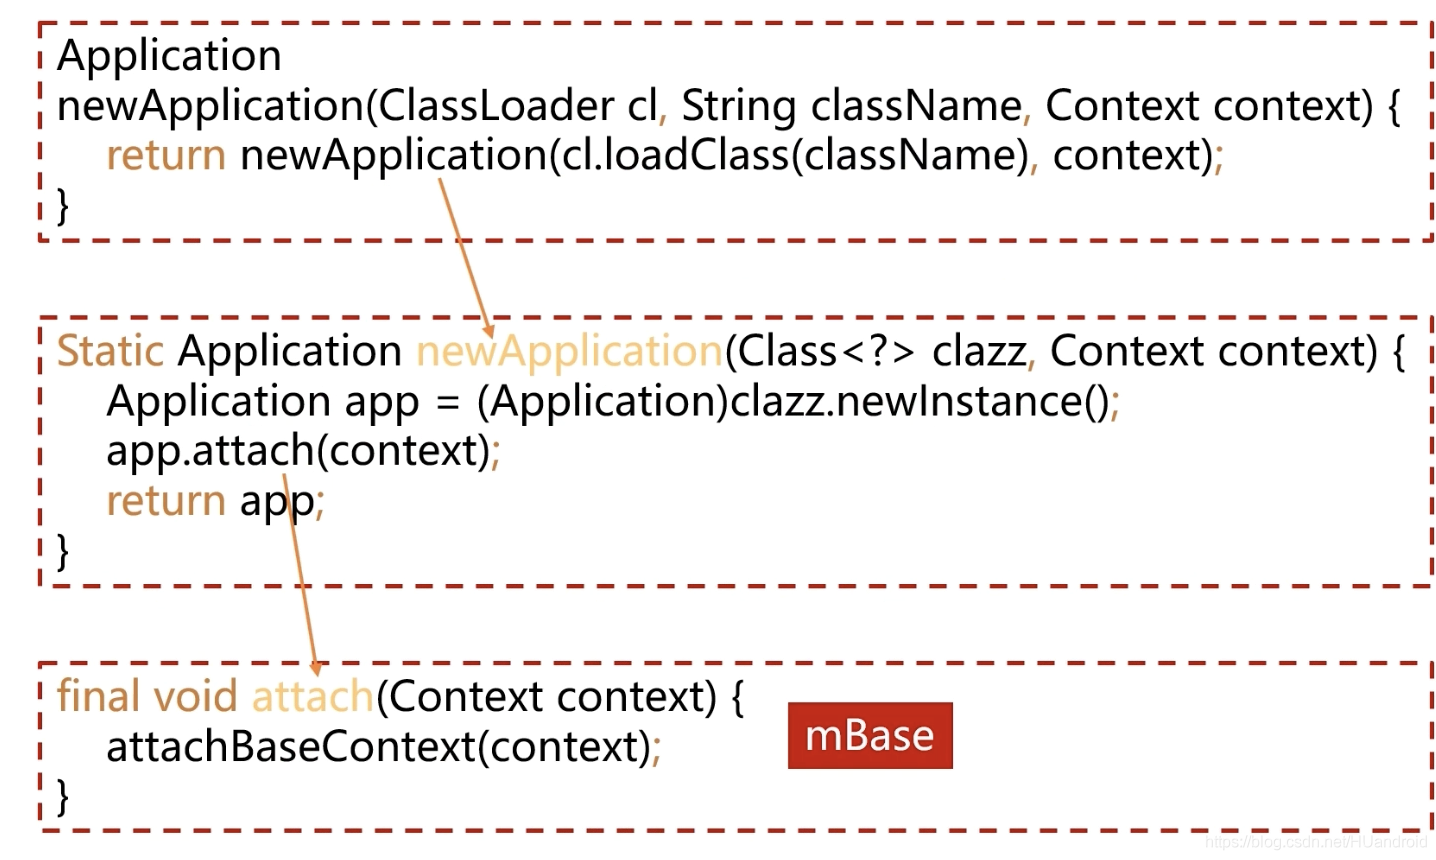 Application
newApplication(ClassLoader cl, String className, Context context) {
return newApplication(cl.loadClass(className), context);
}
Static Application newApplication(Class<?> clazz, Context context) {
Application app = (Application)clazz.newInstance();
app.attach(context);
return app;
}
final void attach(Context context) {
attachBaseContext(context);
}
mBase
https://blog.csdn.net/HUandroid